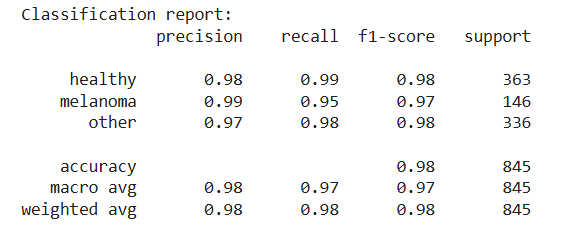 Classification report:
precision recall f1-score support
healthy 0.98 0.99 0.98 363
melanoma 0.99 0.95 0.97 146
other 0.97 0.98 0.98 336
accuracy 0.98 845
macro avg 0.98 0.97 0.97 845
weighted avg 0.98 0.98 0.98 845